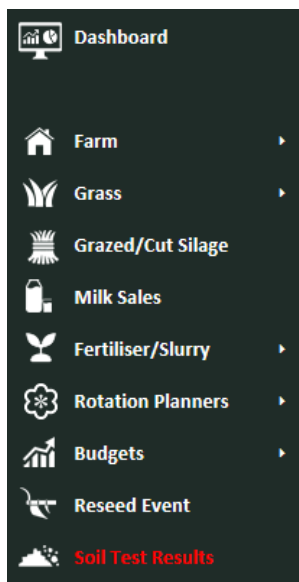 Dashboard
Farm
Grass
Grazed/Cut Silage
Milk Sales
Fertiliser/Slurry
Rotation Planners
Budgets
Reseed Event
Soil Test Results